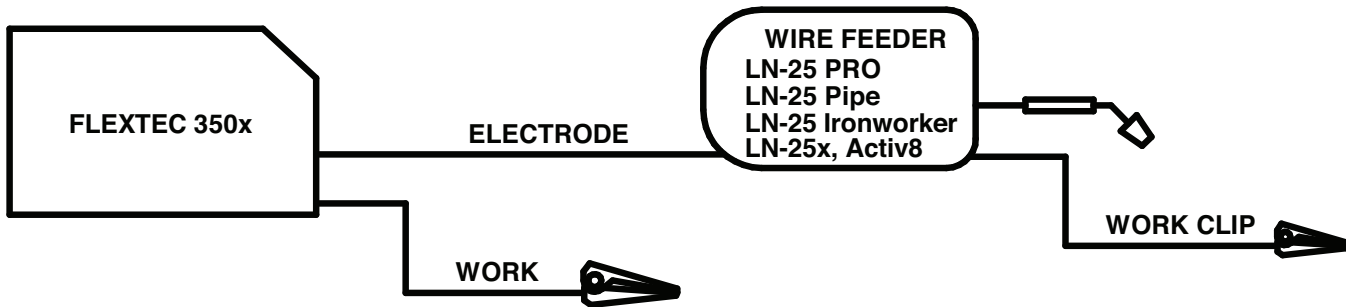 FLEXTEC 350x
ELECTRODE
WORK
WIRE FEEDER
LN-25 PRO
LN-25 Pipe
LN-25 Ironworker
LN-25x, Activ8
WORK CLIP